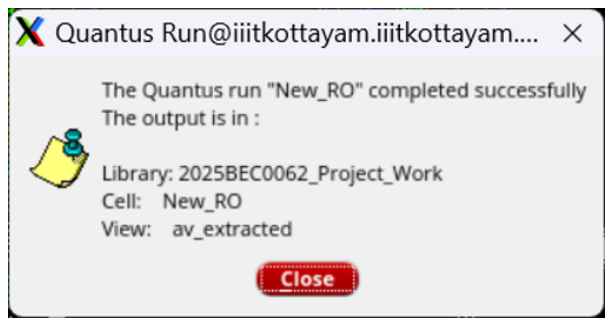 Quantus Run@iiitkottayam.iiitkottayam....
The Quantus run "New_RO" completed successfully
The output is in :
Library: 2025BEC0062_Project_Work
Cell: New_RO
View: av_extracted
Close